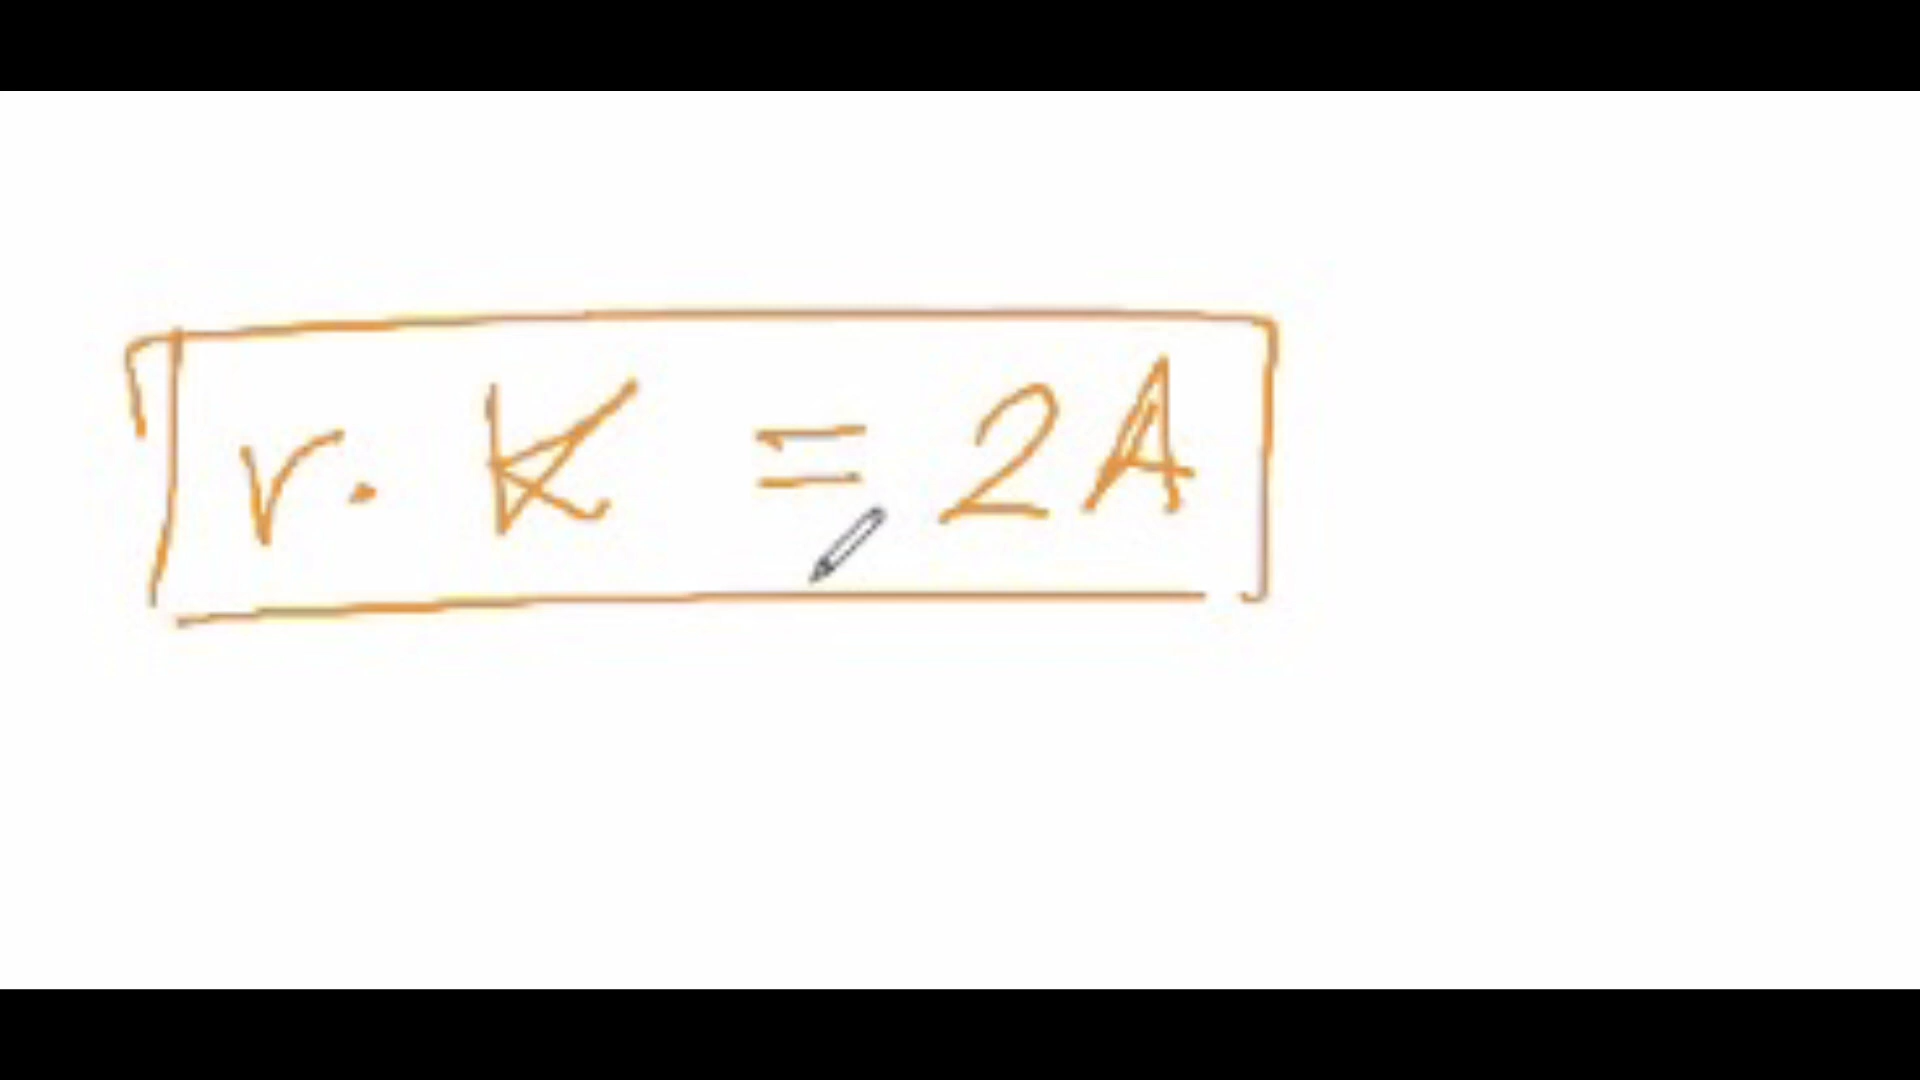 r. K = 2A